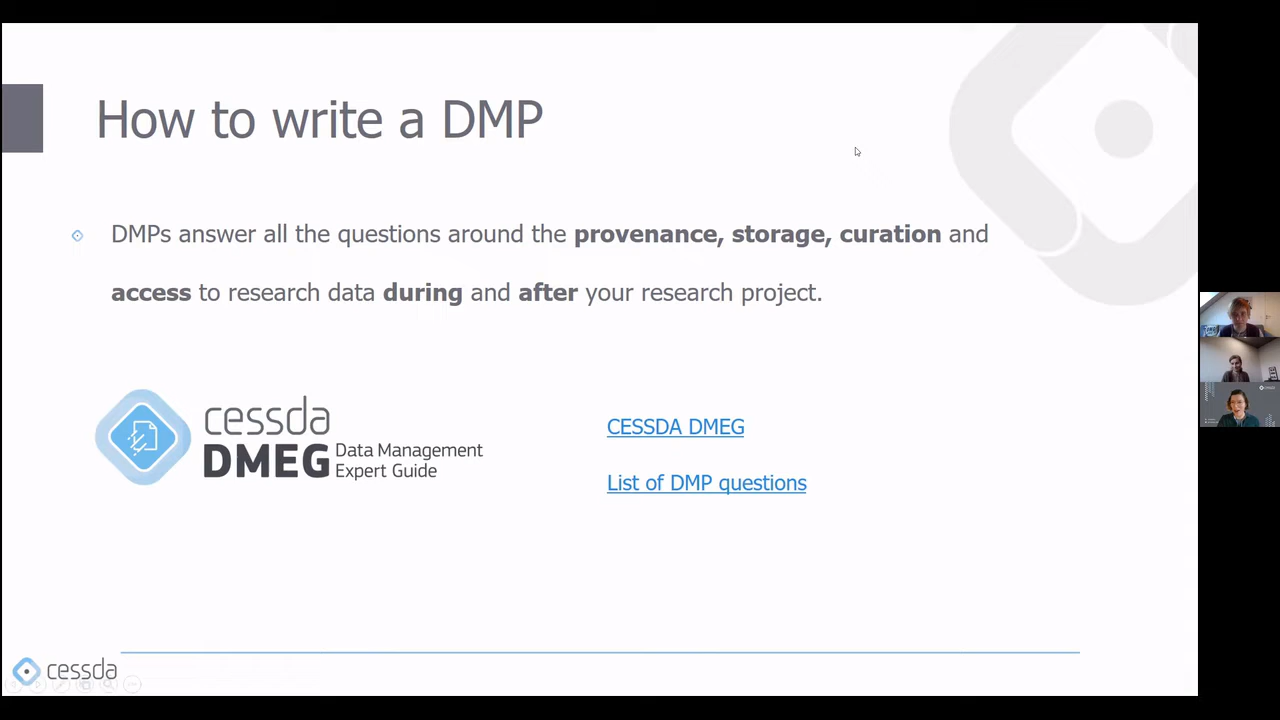 How to write a DMP
DMPs answer all the questions around the provenance, storage, curation and
access to research data during and after your research project.
cessda
DMEG Data Management
Expert Guide
CESSDA DMEG
List of DMP questions
cessda